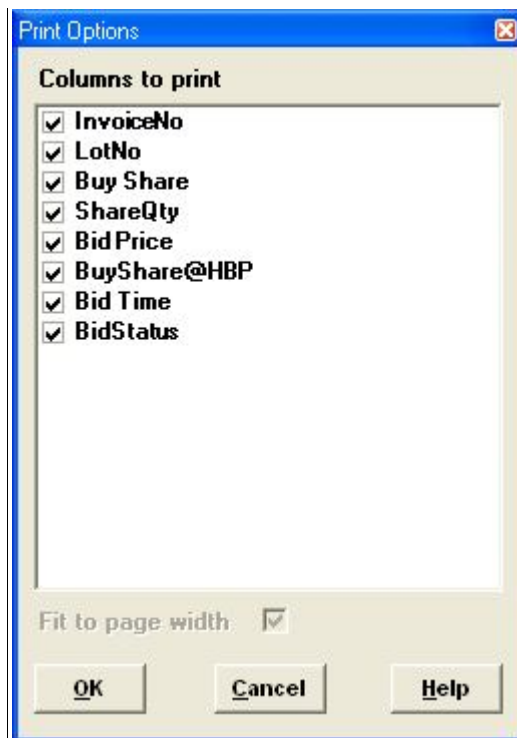 Print Options
Columns to print
InvoiceNo
LotNo
Buy Share
ShareQty
Bid Price
BuyShare@HBP
Bid Time
BidStatus
Fit to page width
OK Cancel Help